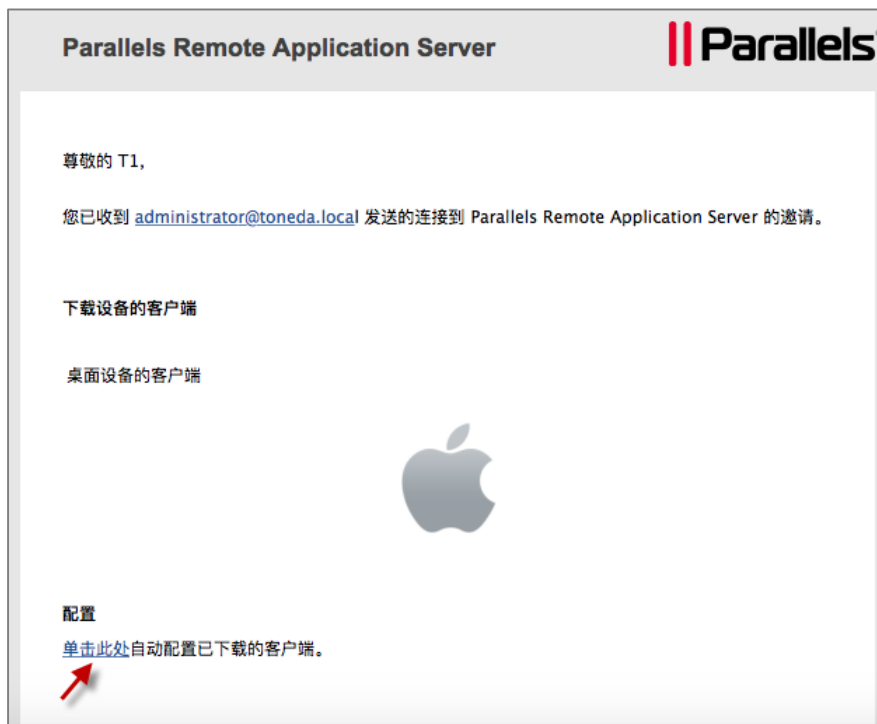 Parallels Remote Application Server
Parallels
尊敬的 T1,
您已收到 administrator@toneda.local 发送的连接到 Parallels Remote Application Server 的邀请。
下载设备的客户端
桌面设备的客户端
配置
单击此处自动配置已下载的客户端。